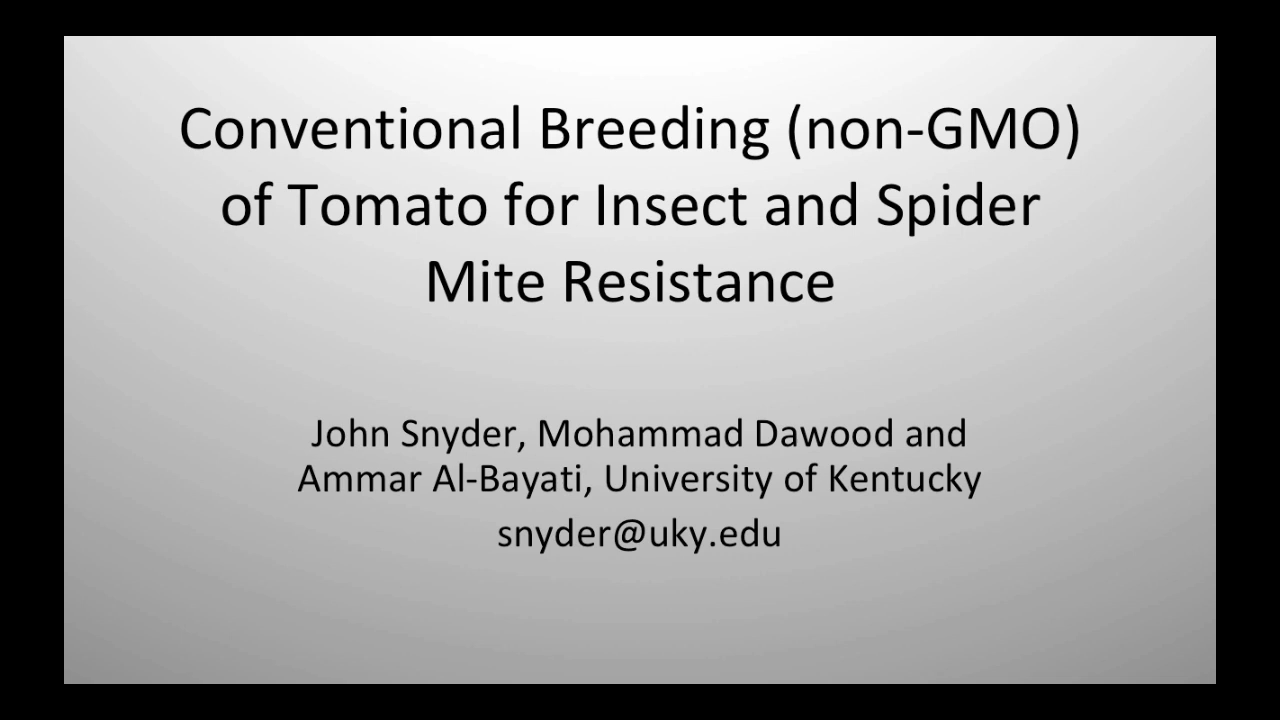 Conventional Breeding (non-GMO)
of Tomato for Insect and Spider
Mite Resistance
John Snyder, Mohammad Dawood and
Ammar Al-Bayati, University of Kentucky
snyder@uky.edu